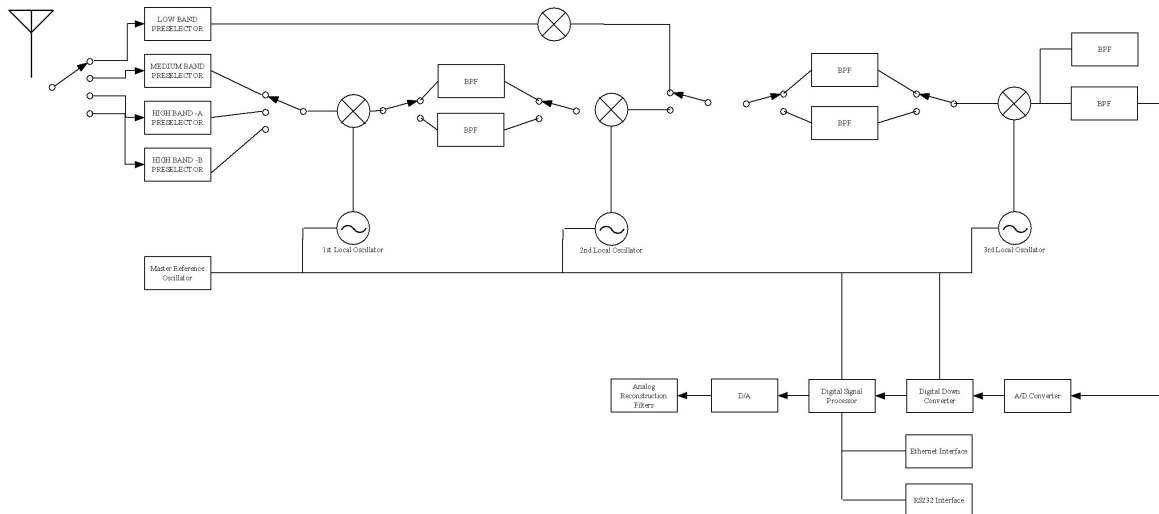 LOW BAND
PRESELECTOR
MEDIUM BAND
PRESELECTOR
HIGH BAND -A
PRESELECTOR
HIGH BAND -B
PRESELECTOR
BPF
BPF
BPF
BPF
BPF
BPF
1st Local Oscillator
2nd Local Oscillator
3rd Local Oscillator
Master Reference
Oscillator
Analog
Reconstruction
Filters
D/A
Digital Signal
Processor
Digital Down
Converter
A/D Converter
Ethernet Interface
RS232 Interface